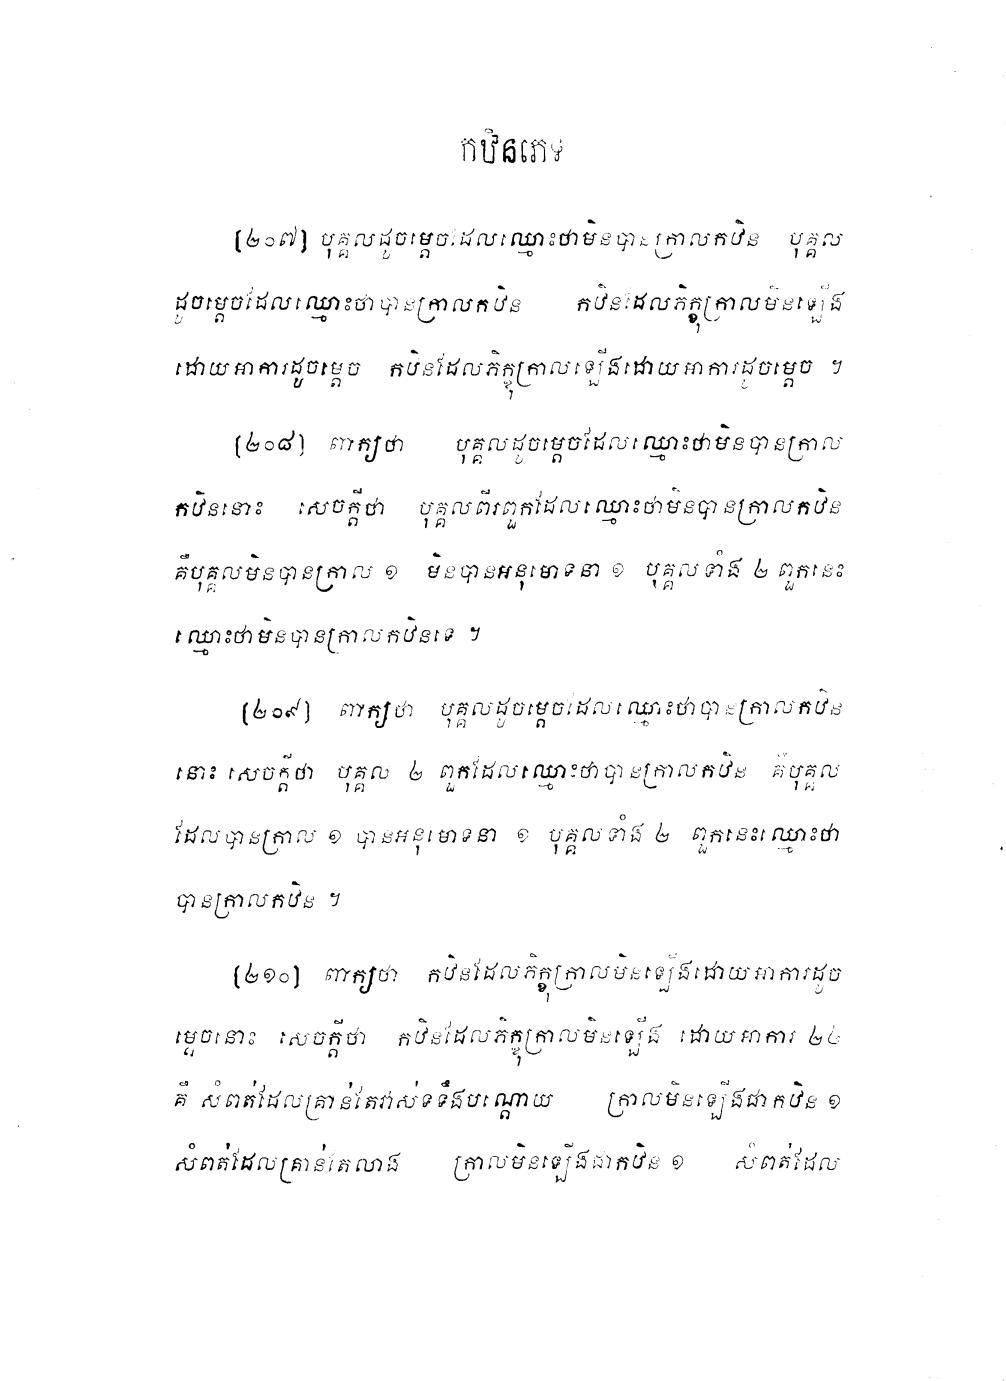 កឋិនភេទ
[២០៧] បុគ្គលដូចម្តេចដែលឈ្មោះថាមិនបានក្រាលកឋិន បុគ្គល
ដូចម្តេចដែលឈ្មោះថាបានក្រាលកឋិន កឋិនដែលភិក្ខុក្រាលមិនឡើង
ដោយអាការដូចម្តេច កឋិនដែលភិក្ខុក្រាលឡើងដោយអាការដូចម្តេច ។
[២០៨] ពាក្យថា បុគ្គលដូចម្តេចដែលឈ្មោះថាមិនបានក្រាល
កឋិននោះ សេចក្តីថា បុគ្គលពីរពួកដែលឈ្មោះថាមិនបានក្រាលកឋិន
គឺបុគ្គលមិនបានក្រាល ១ មិនបានអនុមោទនា ១ បុគ្គលទាំង ២ ពួកនេះ
ឈ្មោះថាមិនបានក្រាលកឋិនទេ ។
[២០៩] ពាក្យថា បុគ្គលដូចម្តេចដែលឈ្មោះថាបានក្រាលកឋិន
នោះ សេចក្តីថា បុគ្គល ២ ពួកដែលឈ្មោះថាបានក្រាលកឋិន គឺបុគ្គល
ដែលបានក្រាល ១ បានអនុមោទនា ១ បុគ្គលទាំង ២ ពួកនេះឈ្មោះថា
បានក្រាលកឋិន ។
[២១០] ពាក្យថា កឋិនដែលភិក្ខុក្រាលមិនឡើងដោយអាការដូច
ម្តេចនោះ សេចក្តីថា កឋិនដែលភិក្ខុក្រាលមិនឡើង ដោយអាការ ២៤
គឺ សំពត់ដែលគ្រាន់តែវាស់ទទឹងបណ្តោយ ក្រាលមិនឡើងជាកឋិន ១
សំពត់ដែលគ្រាន់តែលាង ក្រាលមិនឡើងជាកឋិន ១ សំពត់ដែល